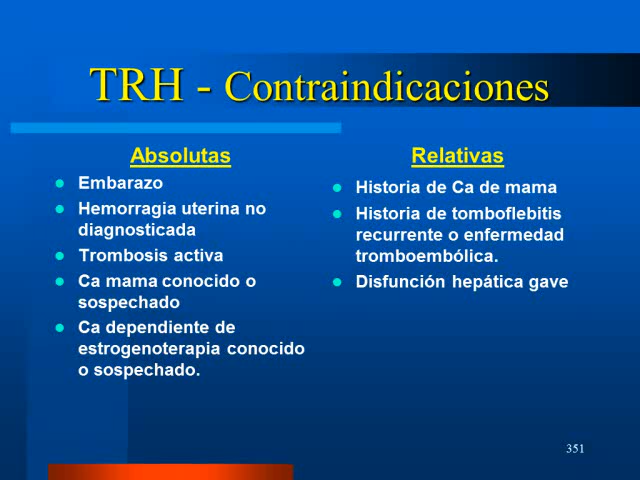 TRH - Contraindicaciones
Absolutas
Embarazo
Hemorragia uterina no
diagnosticada
Trombosis activa
Ca mama conocido o
sospechado
Ca dependiente de
estrogenoterapia conocido
o sospechado.
Relativas
Historia de Ca de mama
Historia de tomboflebitis
recurrente o enfermedad
tromboembólica.
Disfunción hepática gave
351